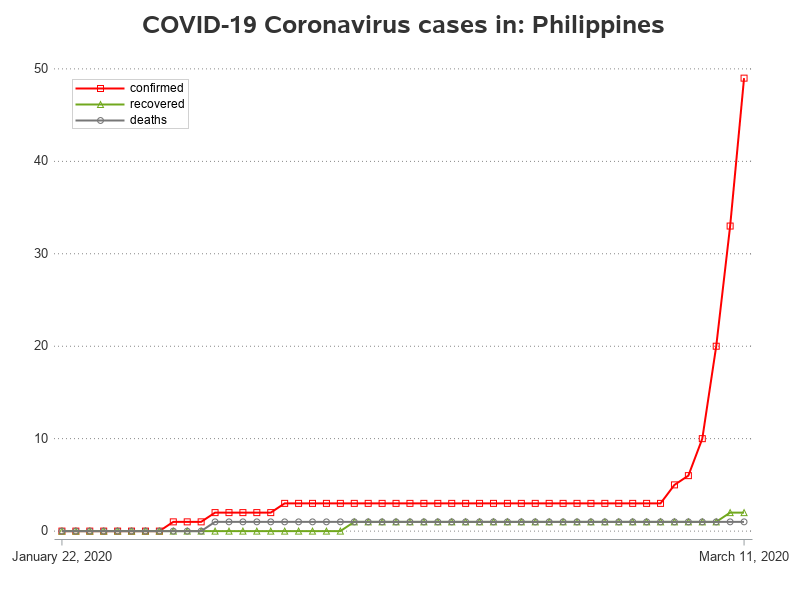 COVID-19 Coronavirus cases in: Philippines
50
confirmed
recovered
deaths
40
30
20
10
0
January 22, 2020
March 11, 2020